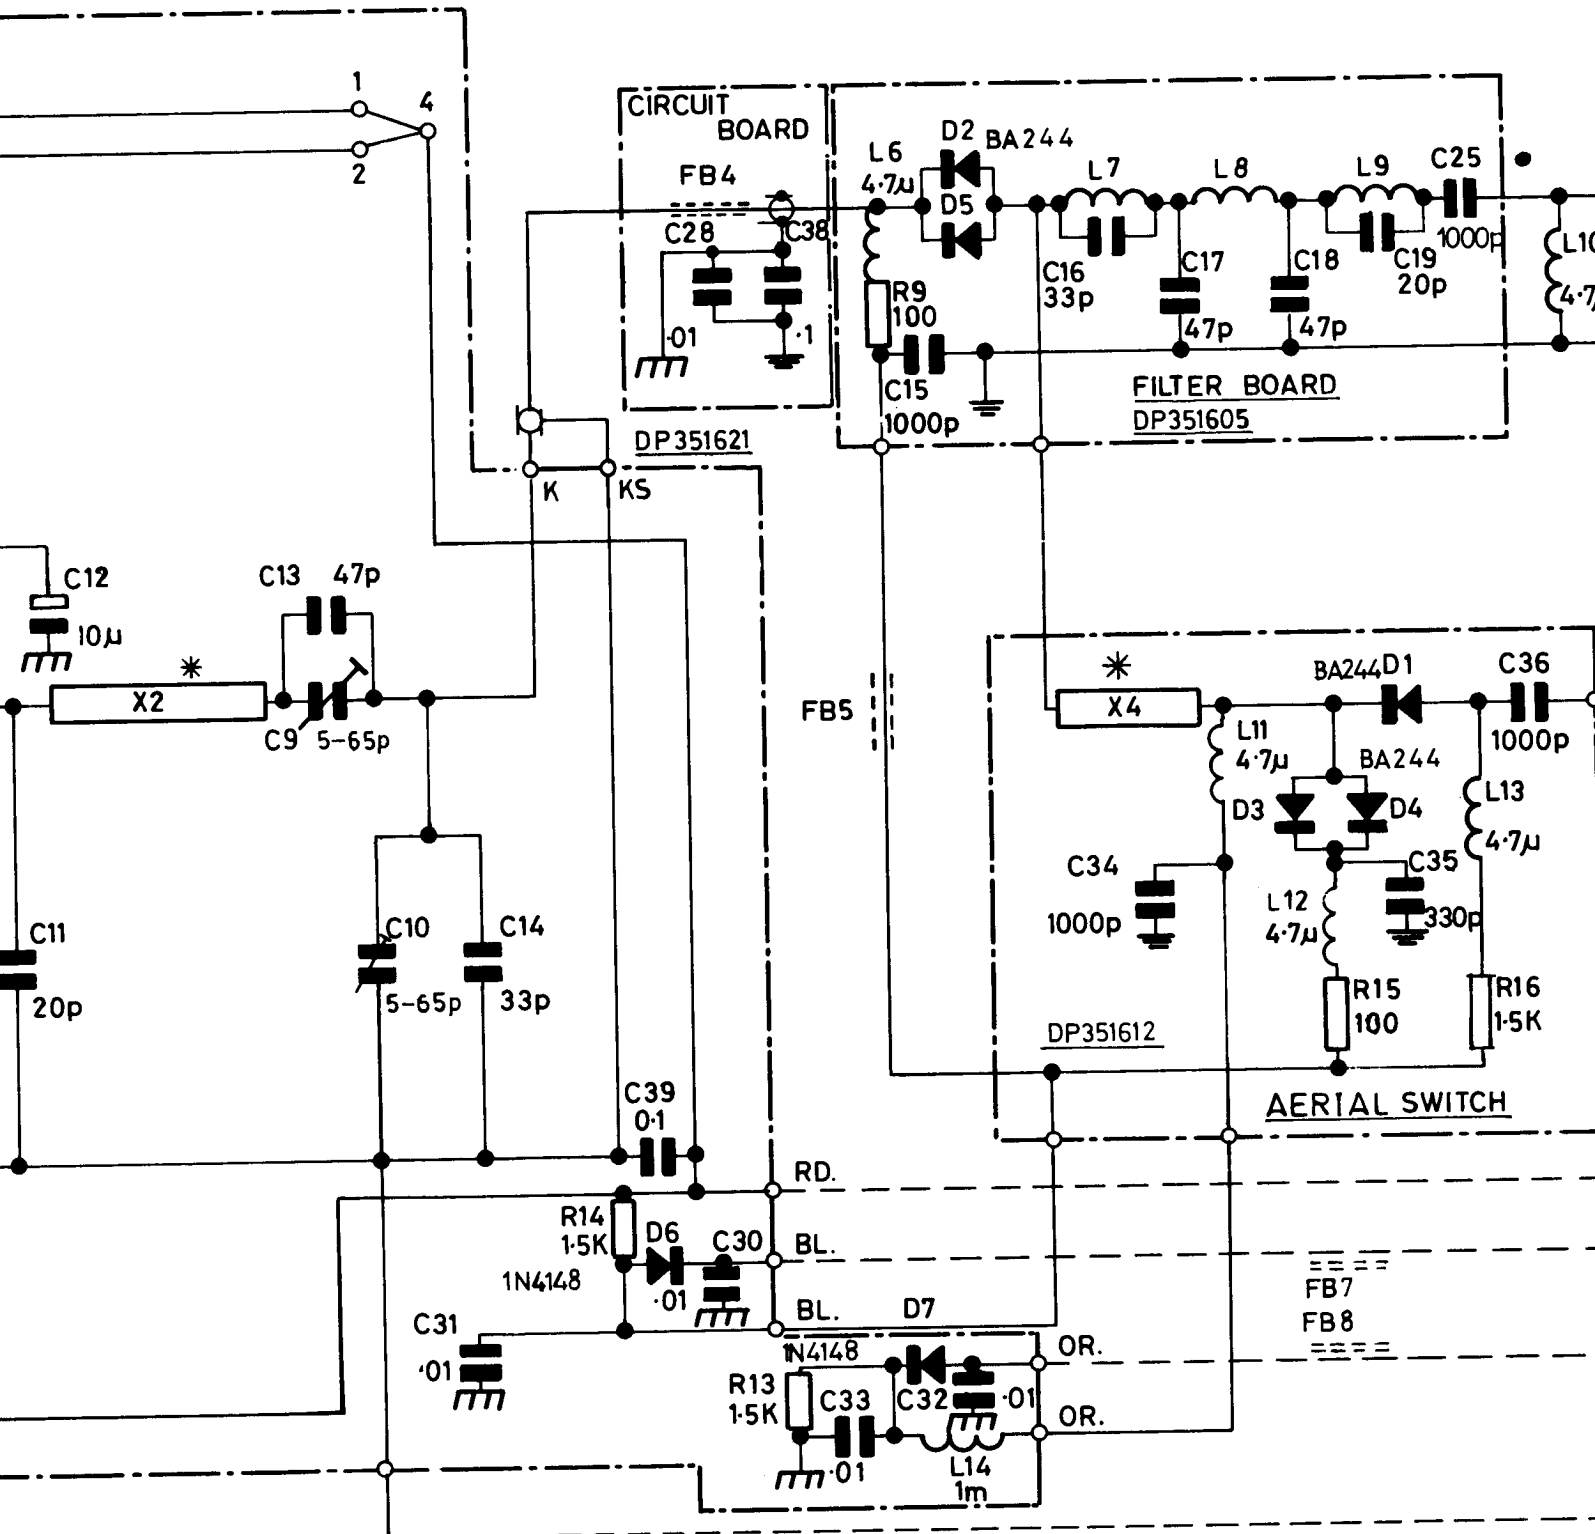 1
4
2
CIRCUIT
BOARD
FB4
C28
C38
.01
.1
DP351621
K
KS
L6
4.7µ
D2
BA244
D5
L7
L8
L9
C25
1000p
C16
33p
C17
47p
C18
47p
C19
20p
R9
100
C15
1000p
FILTER BOARD
DP351605
C12
10µ
C13
47p
*
X2
C9
5-65p
C11
20p
C10
5-65p
C14
33p
FB5
*
X4
BA244
D1
C36
1000p
L11
4.7µ
BA244
D3
D4
L13
4.7µ
C34
1000p
L12
4.7µ
C35
330p
R15
100
R16
1.5K
DP351612
AERIAL SWITCH
C39
0.1
RD.
R14
1.5K
D6
1N4148
C30
.01
BL.
BL.
C31
.01
FB7
FB8
D7
1N4148
R13
1.5K
C33
.01
C32
.01
OR.
OR.
L14
1m